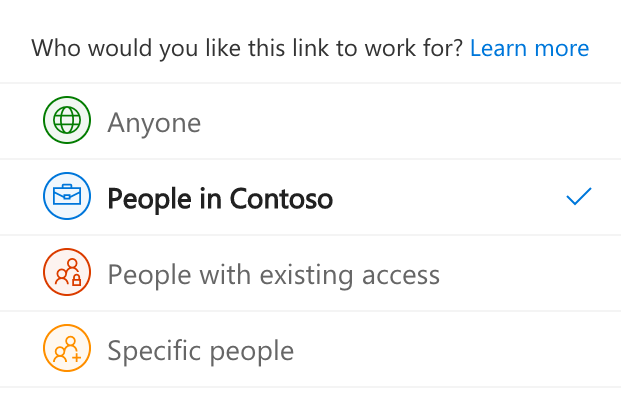 Who would you like this link to work for? Learn more
Anyone
People in Contoso
People with existing access
Specific people